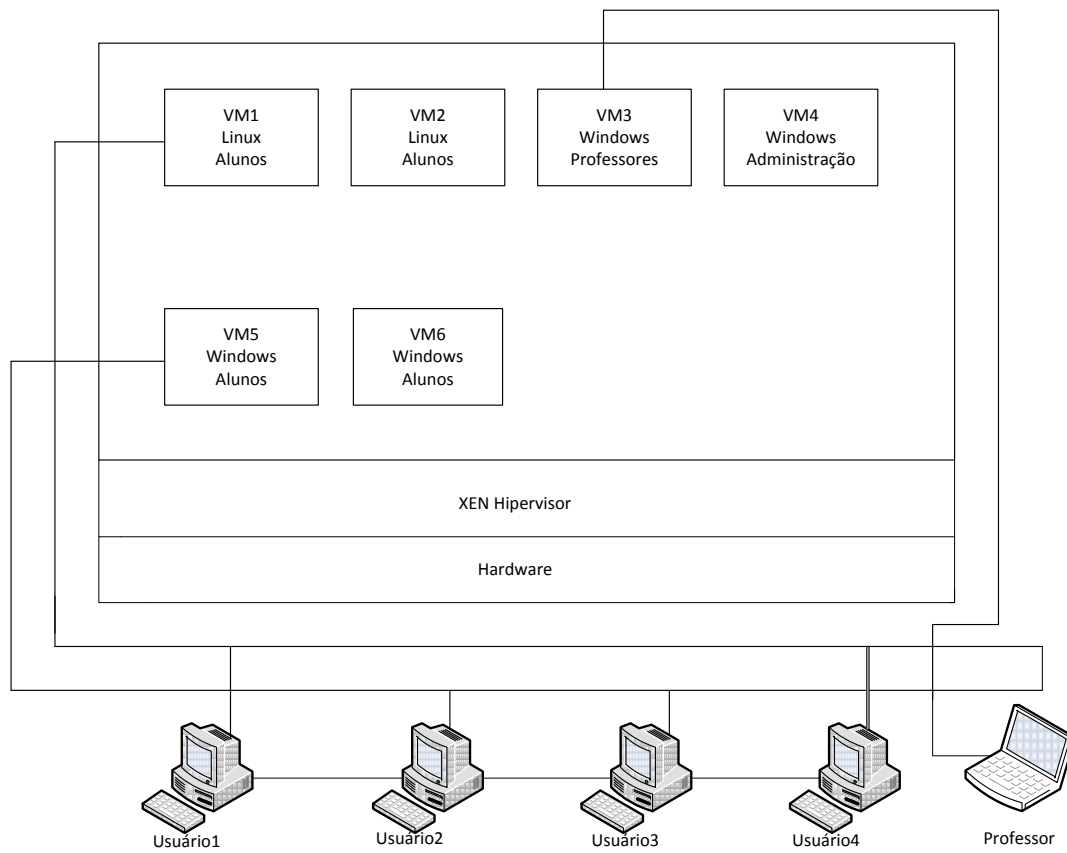 VM1
Linux
Alunos
VM2
Linux
Alunos
VM3
Windows
Professores
VM4
Windows
Administração
VM5
Windows
Alunos
VM6
Windows
Alunos
XEN Hipervisor
Hardware
Usuário1
Usuário2
Usuário3
Usuário4
Professor